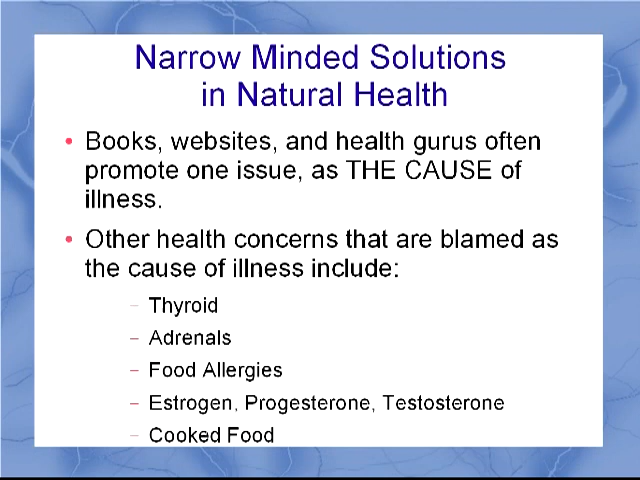 Narrow Minded Solutions
in Natural Health
• Books, websites, and health gurus often
promote one issue, as THE CAUSE of
illness.
• Other health concerns that are blamed as
the cause of illness include:
– Thyroid
– Adrenals
– Food Allergies
– Estrogen, Progesterone, Testosterone
– Cooked Food